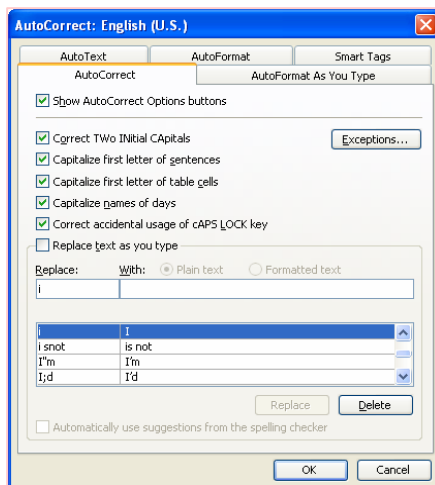 AutoCorrect: English (U.S.)
AutoText AutoFormat Smart Tags
AutoCorrect AutoFormat As You Type
Show AutoCorrect Options buttons
Correct TWo INitial CApitals Exceptions...
Capitalize first letter of sentences
Capitalize first letter of table cells
Capitalize names of days
Correct accidental usage of cAPS LOCK key
Replace text as you type
Replace: With: Plain text Formatted text
i
i I
i snot is not
I"m I'm
I;d I'd
Replace Delete
Automatically use suggestions from the spelling checker
OK Cancel